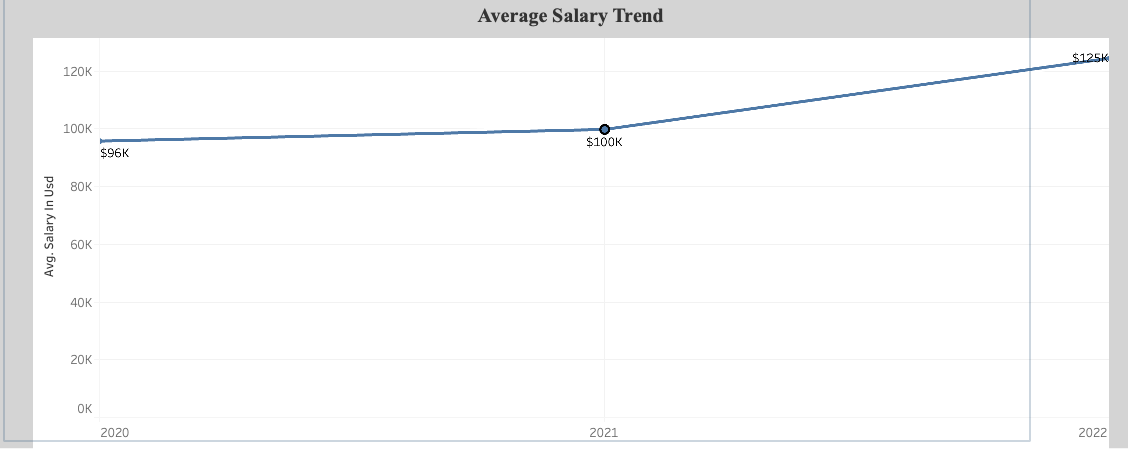 Average Salary Trend
$125K
120K
100K
$100K
$96K
80K
Avg. Salary In Usd
60K
40K
20K
0K
2020
2021
2022